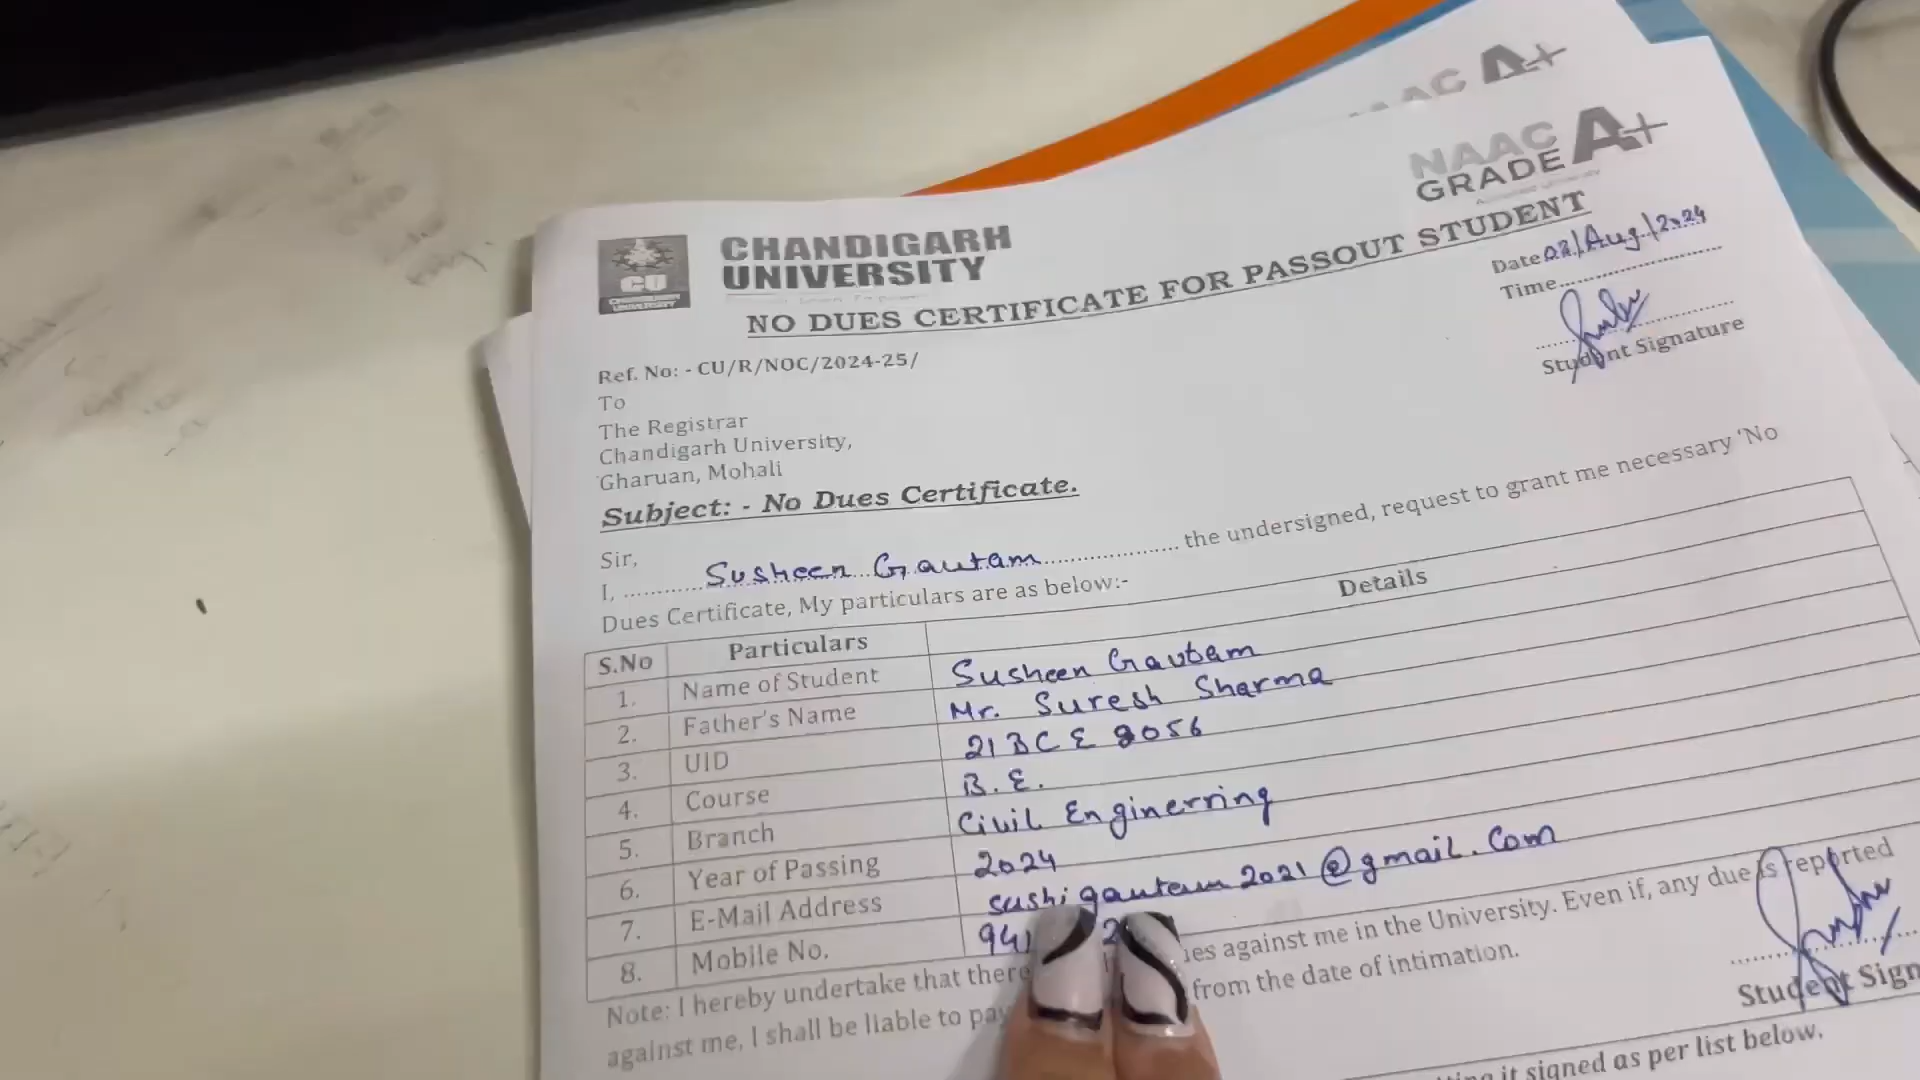 NAAC A+
NAAC
GRADE A+
CU
CHANDIGARH
UNIVERSITY
CHANDIGARH
UNIVERSITY
NO DUES CERTIFICATE FOR PASSOUT STUDENT
Date Aug/2024
Time
Student Signature
Ref. No: - CU/R/NOC/2024-25/
To
The Registrar
Chandigarh University,
Gharuan, Mohali
Subject: - No Dues Certificate.
Sir,
I, Susheen Gautam the undersigned, request to grant me necessary 'No
Dues Certificate, My particulars are as below:-
S.No Particulars Details
1. Name of Student Susheen Gautam
2. Father's Name Mr. Suresh Sharma
3. UID 21BCE8056
4. Course B.E.
5. Branch Civil Enginerring
6. Year of Passing 2024
7. E-Mail Address sushigautam2021@gmail.com
8. Mobile No. 941 2
Note: I hereby undertake that there against me in the University. Even if, any due is reported
against me, I shall be liable to pay from the date of intimation.
Student Sign
it signed as per list below.